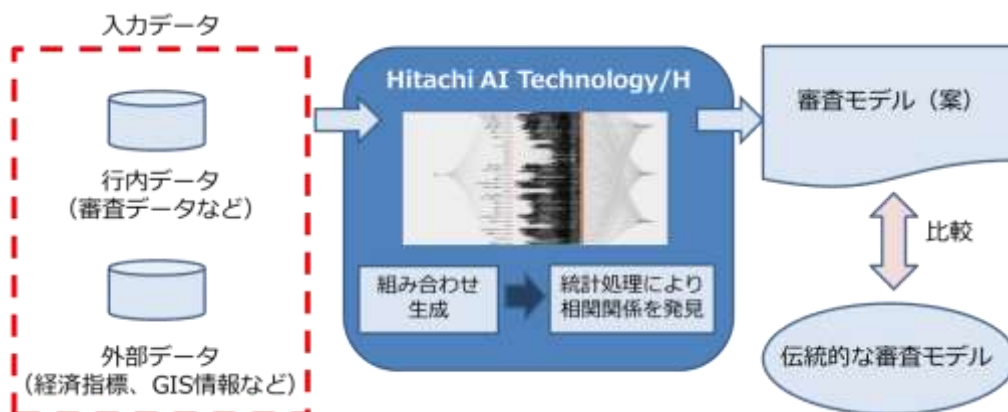 入力データ
行内データ
（審査データなど）
外部データ
（経済指標、GIS情報など）
Hitachi AI Technology/H
組み合わせ
生成
統計処理により
相関関係を発見
審査モデル（案）
比較
伝統的な審査モデル